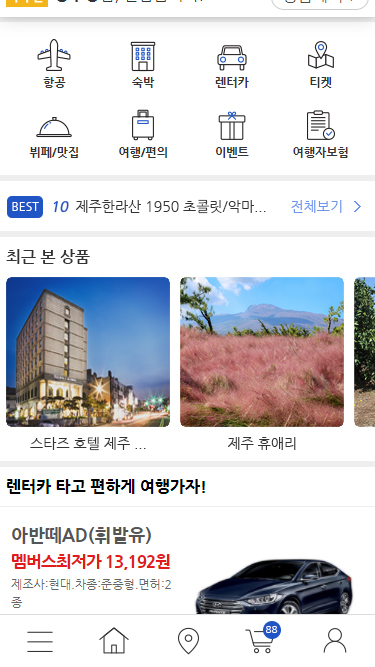 항공
숙박
렌터카
티켓
뷔페/맛집
여행/편의
이벤트
여행자보험
BEST 10 제주한라산 1950 초콜릿/악마... 전체보기
최근 본 상품
스타즈 호텔 제주 ...
제주 휴애리
렌터카 타고 편하게 여행가자!
아반떼AD(휘발유)
멤버스최저가 13,192원
제조사:현대.차종:준중형.면허:2
종
88